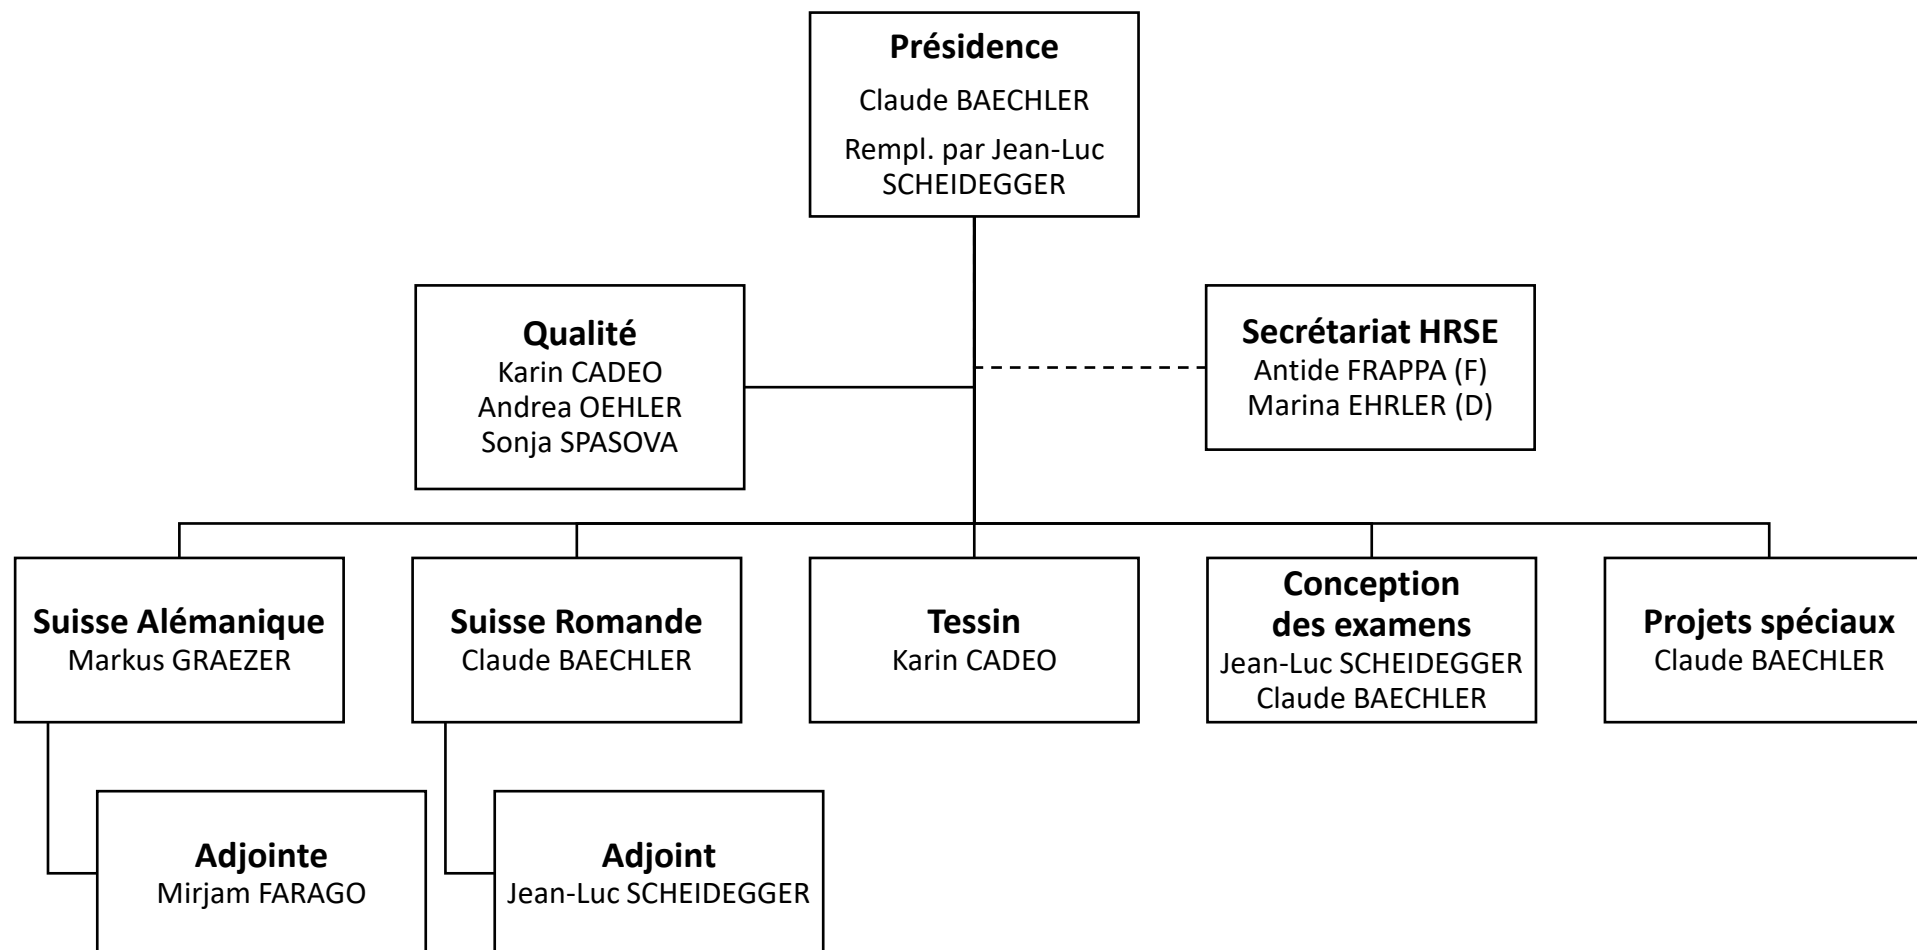 Présidence
Claude BAECHLER
Rempl. par Jean-Luc
SCHEIDEGGER
Qualité
Karin CADEO
Andrea OEHLER
Sonja SPASOVA
Secrétariat HRSE
Antide FRAPPA (F)
Marina EHRLER (D)
Suisse Alémanique
Markus GRAEZER
Suisse Romande
Claude BAECHLER
Tessin
Karin CADEO
Conception
des examens
Jean-Luc SCHEIDEGGER
Claude BAECHLER
Projets spéciaux
Claude BAECHLER
Adjointe
Mirjam FARAGO
Adjoint
Jean-Luc SCHEIDEGGER